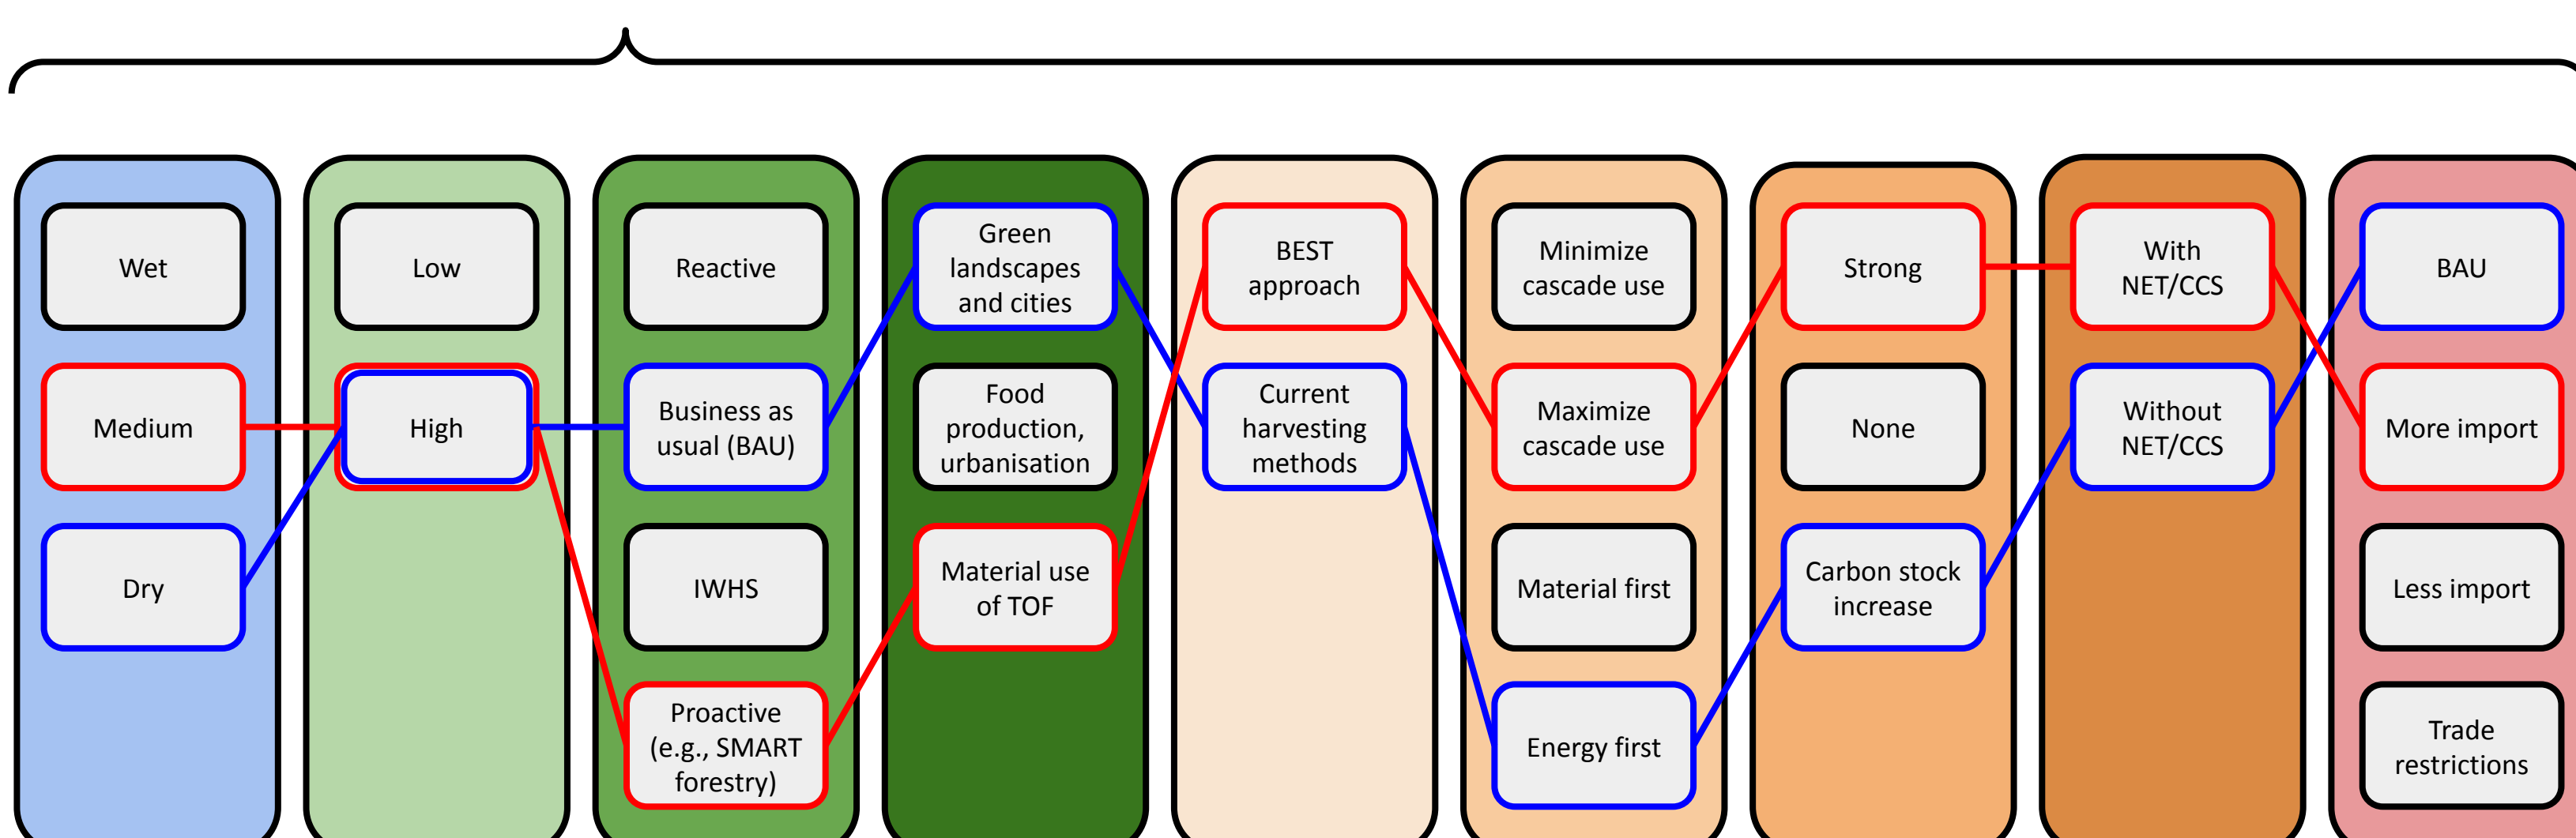 Wet
Medium
Dry
Low
High
Reactive
Business as
usual (BAU)
IWHS
Proactive
(e.g., SMART
forestry)
Green
landscapes
and cities
Food
production,
urbanisation
Material use
of TOF
BEST
approach
Current
harvesting
methods
Minimize
cascade use
Maximize
cascade use
Material first
Energy first
Strong
None
Carbon stock
increase
With
NET/CCS
Without
NET/CCS
BAU
More import
Less import
Trade
restrictions